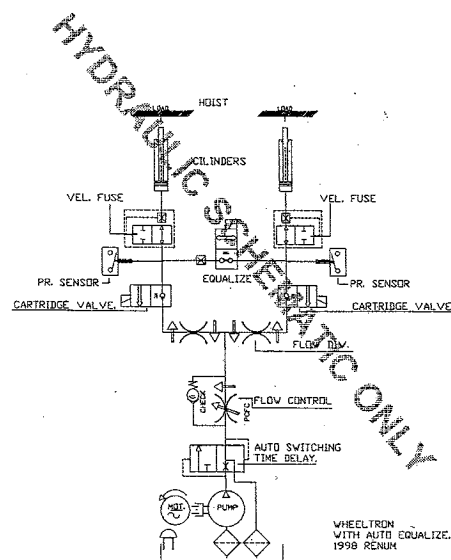 HYDRAULIC SCHEMATIC ONLY
HOIST
LOAD
LOAD
CILINDERS
VEL. FUSE
VEL. FUSE
PR. SENSOR
EQUALIZE
PR. SENSOR
CARTRIDGE VALVE.
CARTRIDGE VALVE
FLOW DIV.
CHECK
PCFC
FLOW CONTROL
AUTO SWITCHING
TIME DELAY.
MOT.
PUMP
WHEELTRON
WITH AUTO EQUALIZE.
1998 RENUM